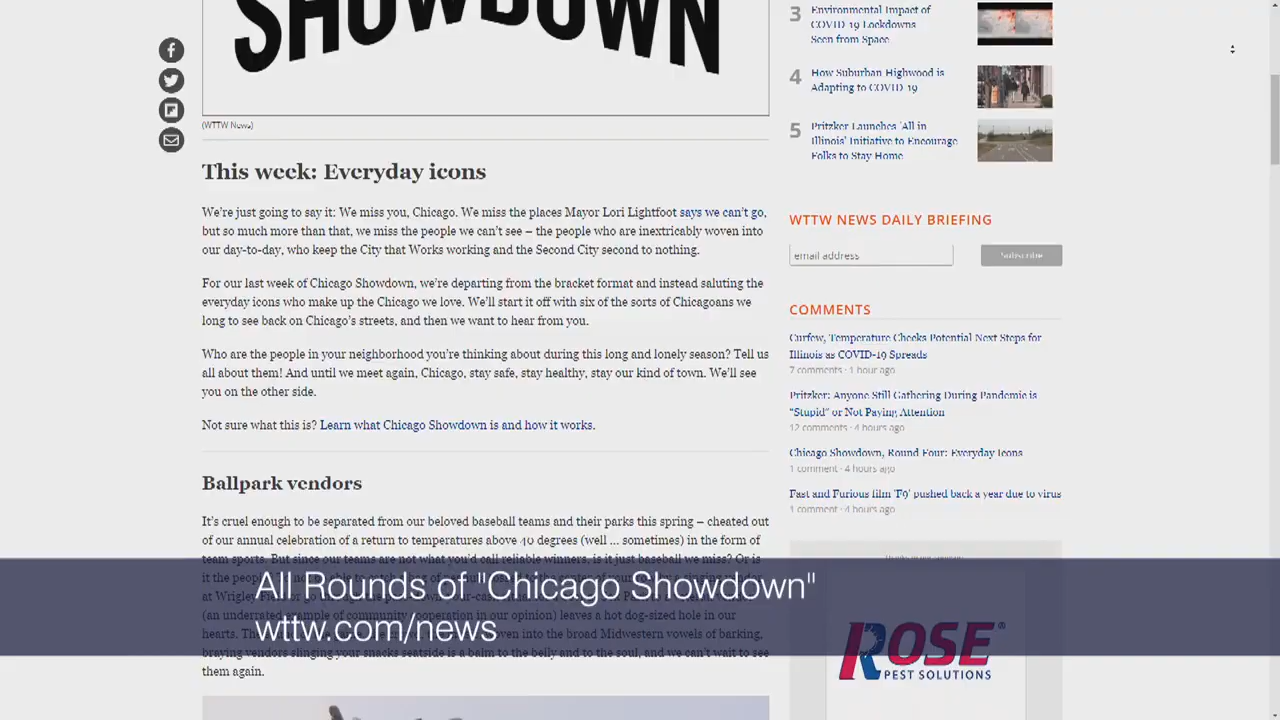 SHOWDOWN
(WTTW News)
This week: Everyday icons
We're just going to say it: We miss you, Chicago. We miss the places Mayor Lori Lightfoot says we can't go,
but so much more than that, we miss the people we can't see – the people who are inextricably woven into
our day-to-day, who keep the City that Works working and the Second City second to nothing.
For our last week of Chicago Showdown, we're departing from the bracket format and instead saluting the
everyday icons who make up the Chicago we love. We'll start it off with six of the sorts of Chicagoans we
long to see back on Chicago's streets, and then we want to hear from you.
Who are the people in your neighborhood you're thinking about during this long and lonely season? Tell us
all about them! And until we meet again, Chicago, stay safe, stay healthy, stay our kind of town. We'll see
you on the other side.
Not sure what this is? Learn what Chicago Showdown is and how it works.
Ballpark vendors
It's cruel enough to be separated from our beloved baseball teams and their parks this spring – cheated out
of our annual celebration of a return to temperatures above 40 degrees (well ... sometimes) in the form of
team sports. But since our teams are not what you'd call reliable winners, is it just baseball we miss? Or is
it the people
at Wrigley
(an underrated example of community cooperation in our opinion) leaves a hot dog-sized hole in our
hearts. woven into the broad Midwestern vowels of barking,
braying vendors slinging your snacks seatside is a balm to the belly and to the soul, and we can't wait to see
them again.
3 Environmental Impact of
COVID-19 Lockdowns
Seen from Space
4 How Suburban Highwood is
Adapting to COVID-19
5 Pritzker Launches 'All in
Illinois' Initiative to Encourage
Folks to Stay Home
WTTW NEWS DAILY BRIEFING
email address Subscribe
COMMENTS
Curfew, Temperature Checks Potential Next Steps for
Illinois as COVID-19 Spreads
7 comments · 1 hour ago
Pritzker: Anyone Still Gathering During Pandemic is
“Stupid” or Not Paying Attention
12 comments · 4 hours ago
Chicago Showdown, Round Four: Everyday Icons
1 comment · 4 hours ago
Fast and Furious film 'F9' pushed back a year due to virus
1 comment · 4 hours ago
ROSE®
PEST SOLUTIONS
All Rounds of "Chicago Showdown"
wttw.com/news